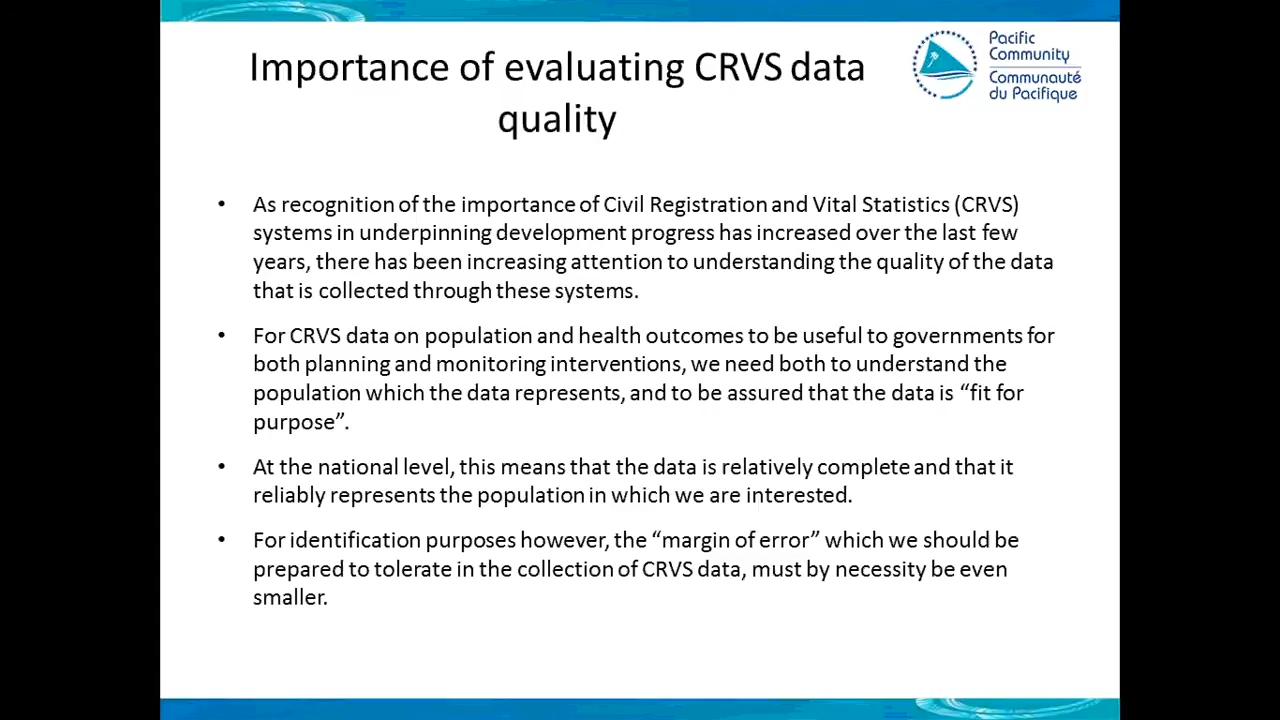 Importance of evaluating CRVS data
quality
Pacific
Community
Communauté
du Pacifique
• As recognition of the importance of Civil Registration and Vital Statistics (CRVS)
systems in underpinning development progress has increased over the last few
years, there has been increasing attention to understanding the quality of the data
that is collected through these systems.
• For CRVS data on population and health outcomes to be useful to governments for
both planning and monitoring interventions, we need both to understand the
population which the data represents, and to be assured that the data is “fit for
purpose”.
• At the national level, this means that the data is relatively complete and that it
reliably represents the population in which we are interested.
• For identification purposes however, the “margin of error” which we should be
prepared to tolerate in the collection of CRVS data, must by necessity be even
smaller.